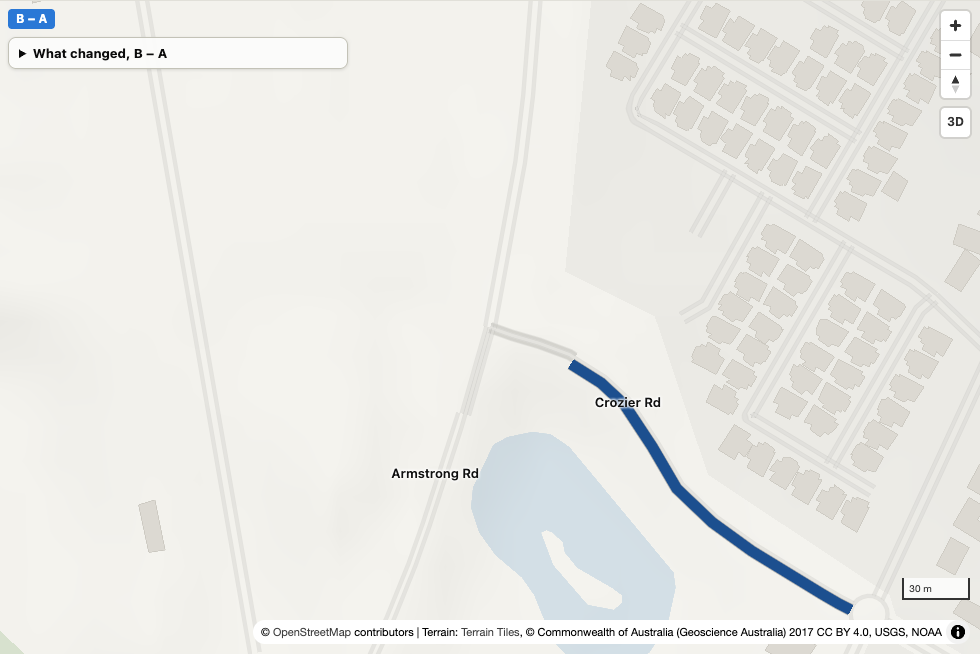 B – A
What changed, B – A
3D
Crozier Rd
Armstrong Rd
30 m
© OpenStreetMap contributors | Terrain: Terrain Tiles, © Commonwealth of Australia (Geoscience Australia) 2017 CC BY 4.0, USGS, NOAA